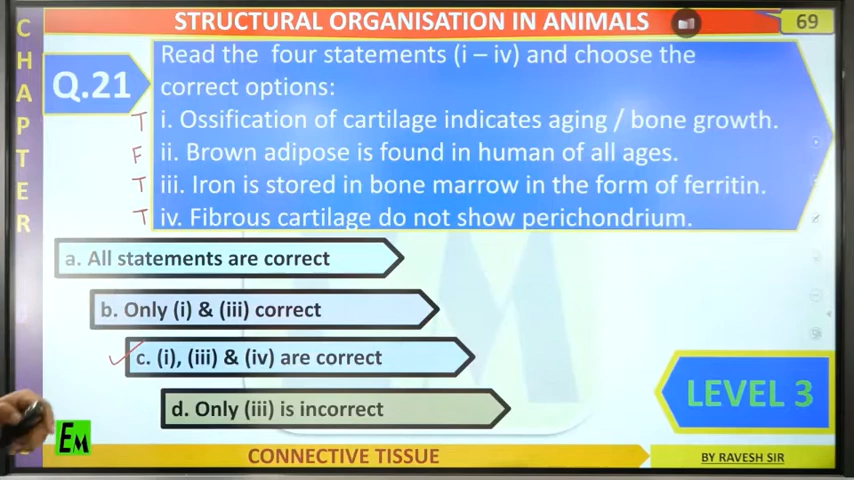 STRUCTURAL ORGANISATION IN ANIMALS
69
CHAPTER
Q.21
Read the four statements (i – iv) and choose the
correct options:
T i. Ossification of cartilage indicates aging / bone growth.
F ii. Brown adipose is found in human of all ages.
T iii. Iron is stored in bone marrow in the form of ferritin.
T iv. Fibrous cartilage do not show perichondrium.
a. All statements are correct
b. Only (i) & (iii) correct
c. (i), (iii) & (iv) are correct
d. Only (iii) is incorrect
LEVEL 3
EM
CONNECTIVE TISSUE
BY RAVESH SIR